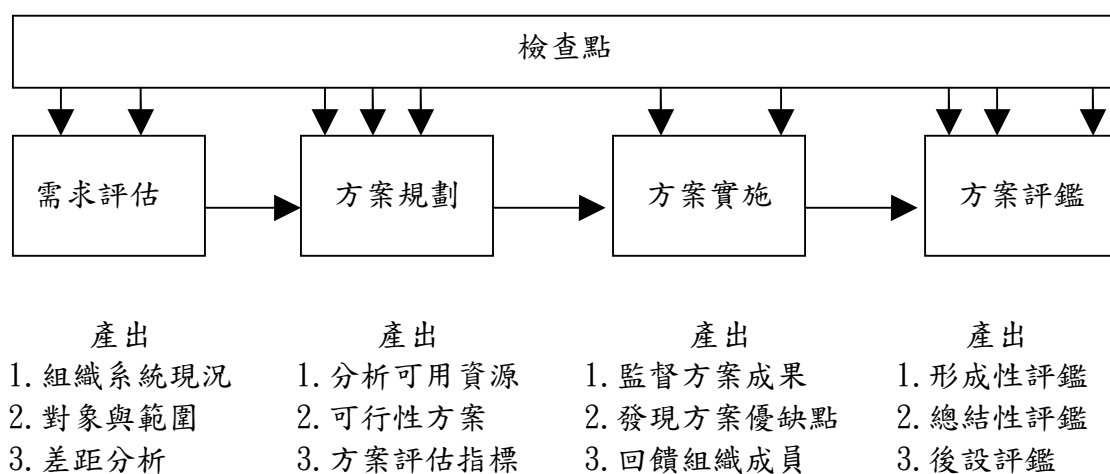 檢查點
需求評估
方案規劃
方案實施
方案評鑑
產出
1.組織系統現況
2.對象與範圍
3.差距分析
產出
1.分析可用資源
2.可行性方案
3.方案評估指標
產出
1.監督方案成果
2.發現方案優缺點
3.回饋組織成員
產出
1.形成性評鑑
2.總結性評鑑
3.後設評鑑